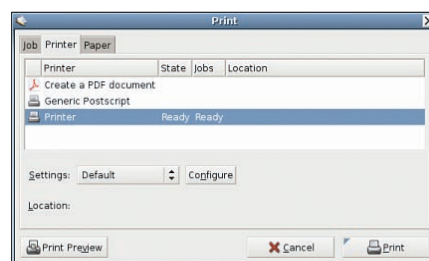 Print
Job Printer Paper
Printer State Jobs Location
Create a PDF document
Generic Postscript
Printer Ready Ready
Settings: Default Configure
Location:
Print Preview Cancel Print